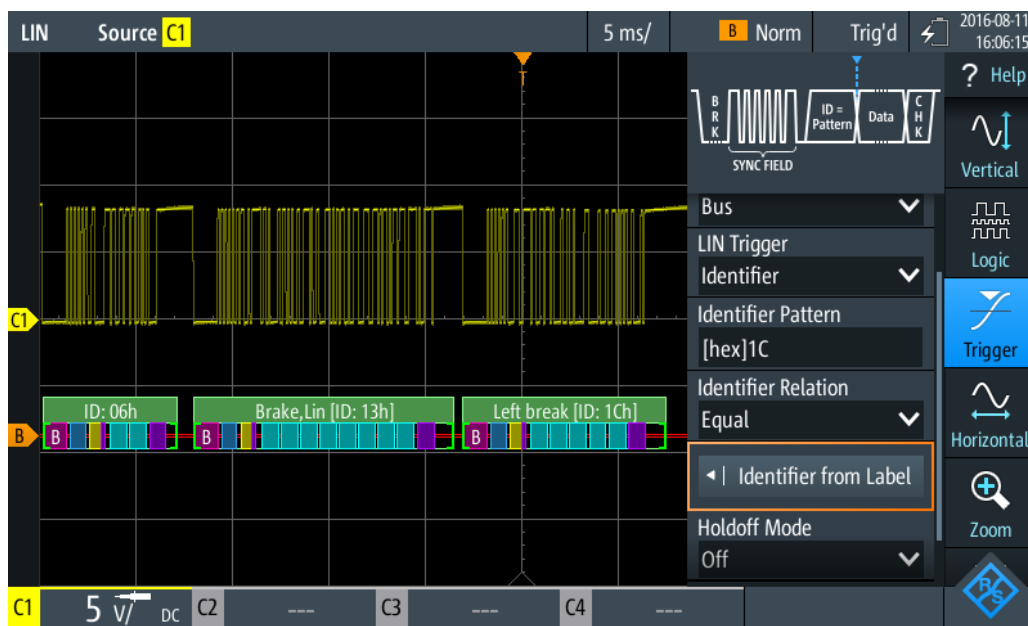 LIN Source C1 5 ms/ B Norm Trig'd 2016-08-11
16:06:15
T
? Help
B R K
ID = Pattern
Data
C H K
SYNC FIELD
Vertical
Bus
LIN Trigger
Identifier
Logic
C1
Identifier Pattern
[hex]1C
Trigger
Identifier Relation
Equal
ID: 06h Brake,Lin [ID: 13h] Left break [ID: 1Ch]
B B B B
Horizontal
Identifier from Label
Holdoff Mode
Off
Zoom
C1 5 V/ DC C2 --- C3 --- C4 ---
R&S